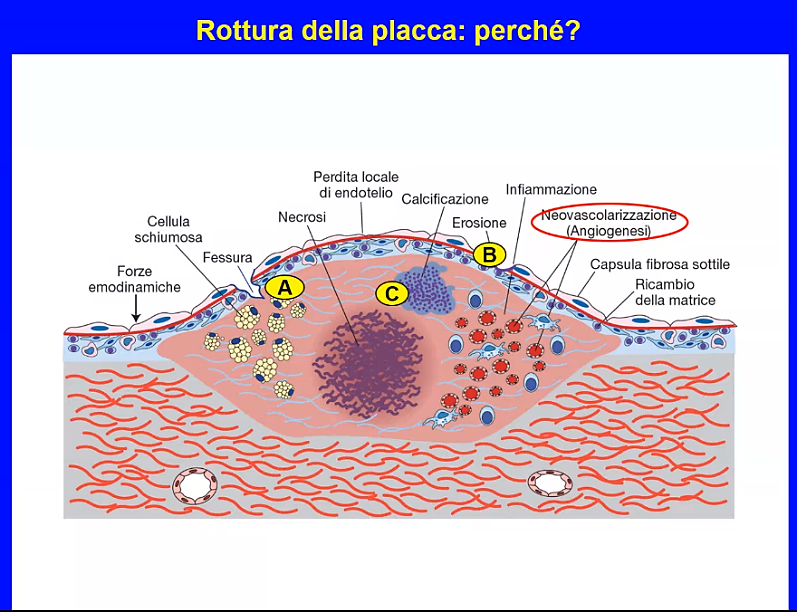 Rottura della placca: perché?
Perdita locale
di endotelio
Calcificazione
Infiammazione
Necrosi
Erosione
Neovascolarizzazione
(Angiogenesi)
Cellula
schiumosa
Fessura
Forze
emodinamiche
Capsula fibrosa sottile
Ricambio
della matrice
A
B
C